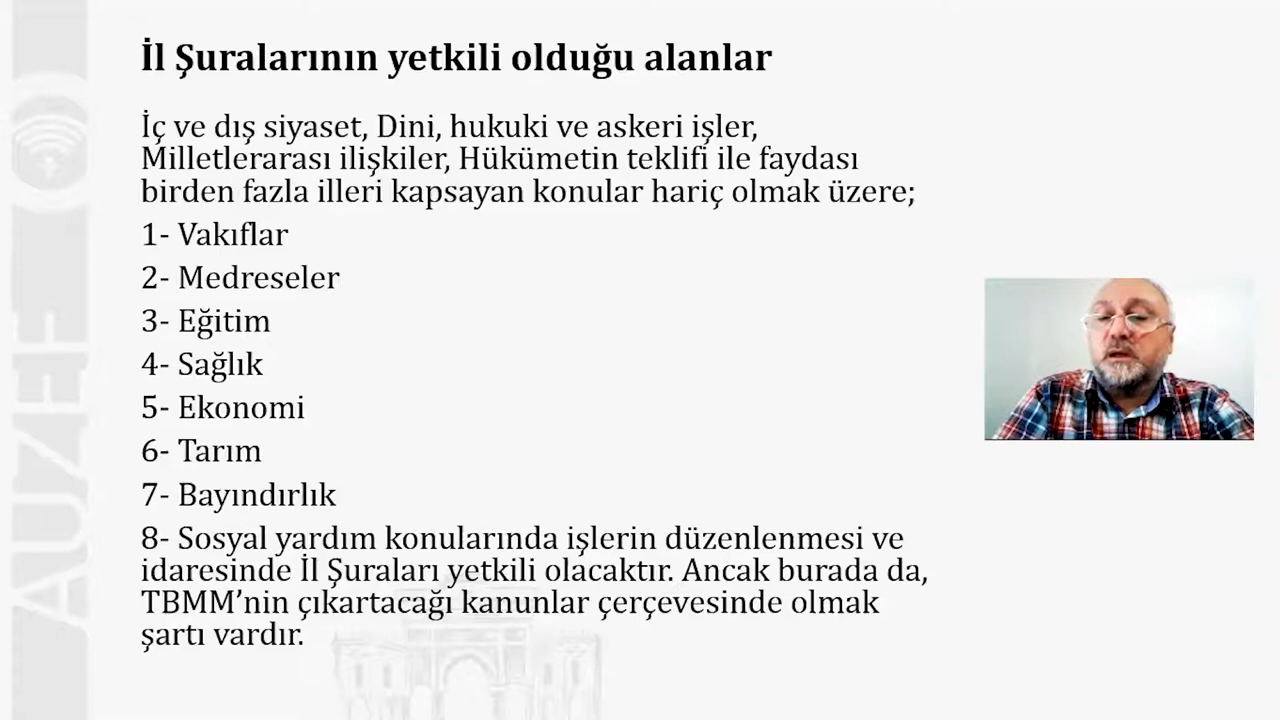 İl Şuralarının yetkili olduğu alanlar
İç ve dış siyaset, Dini, hukuki ve askeri işler,
Milletlerarası ilişkiler, Hükümetin teklifi ile faydası
birden fazla illeri kapsayan konular hariç olmak üzere;
1- Vakıflar
2- Medreseler
3- Eğitim
4- Sağlık
5- Ekonomi
6- Tarım
7- Bayındırlık
8- Sosyal yardım konularında işlerin düzenlenmesi ve
idaresinde İl Şuraları yetkili olacaktır. Ancak burada da,
TBMM’nin çıkartacağı kanunlar çerçevesinde olmak
şartı vardır.
AUZEF